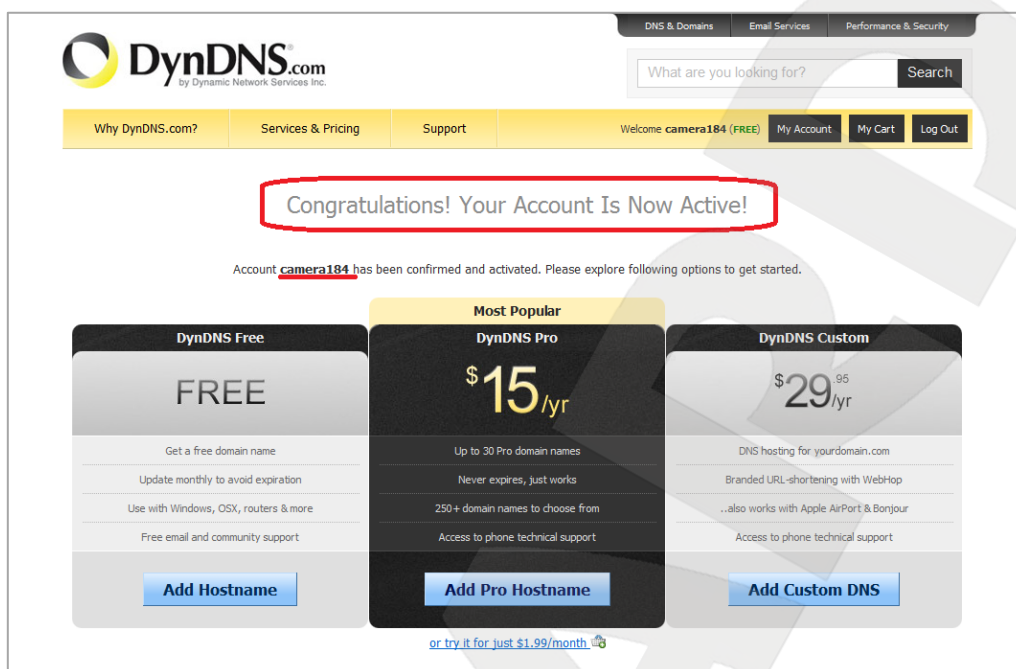 DNS & Domains Email Services Performance & Security
DynDNS.com
by Dynamic Network Services Inc.
What are you looking for? Search
Why DynDNS.com? Services & Pricing Support Welcome camera184 (FREE) My Account My Cart Log Out
Congratulations! Your Account Is Now Active!
Account camera184 has been confirmed and activated. Please explore following options to get started.
Most Popular
DynDNS Free DynDNS Pro DynDNS Custom
FREE $15/yr $29.95/yr
Get a free domain name Up to 30 Pro domain names DNS hosting for yourdomain.com
Update monthly to avoid expiration Never expires, just works Branded URL-shortening with WebHop
Use with Windows, OSX, routers & more 250+ domain names to choose from ..also works with Apple AirPort & Bonjour
Free email and community support Access to phone technical support Access to phone technical support
Add Hostname Add Pro Hostname Add Custom DNS
or try it for just $1.99/month